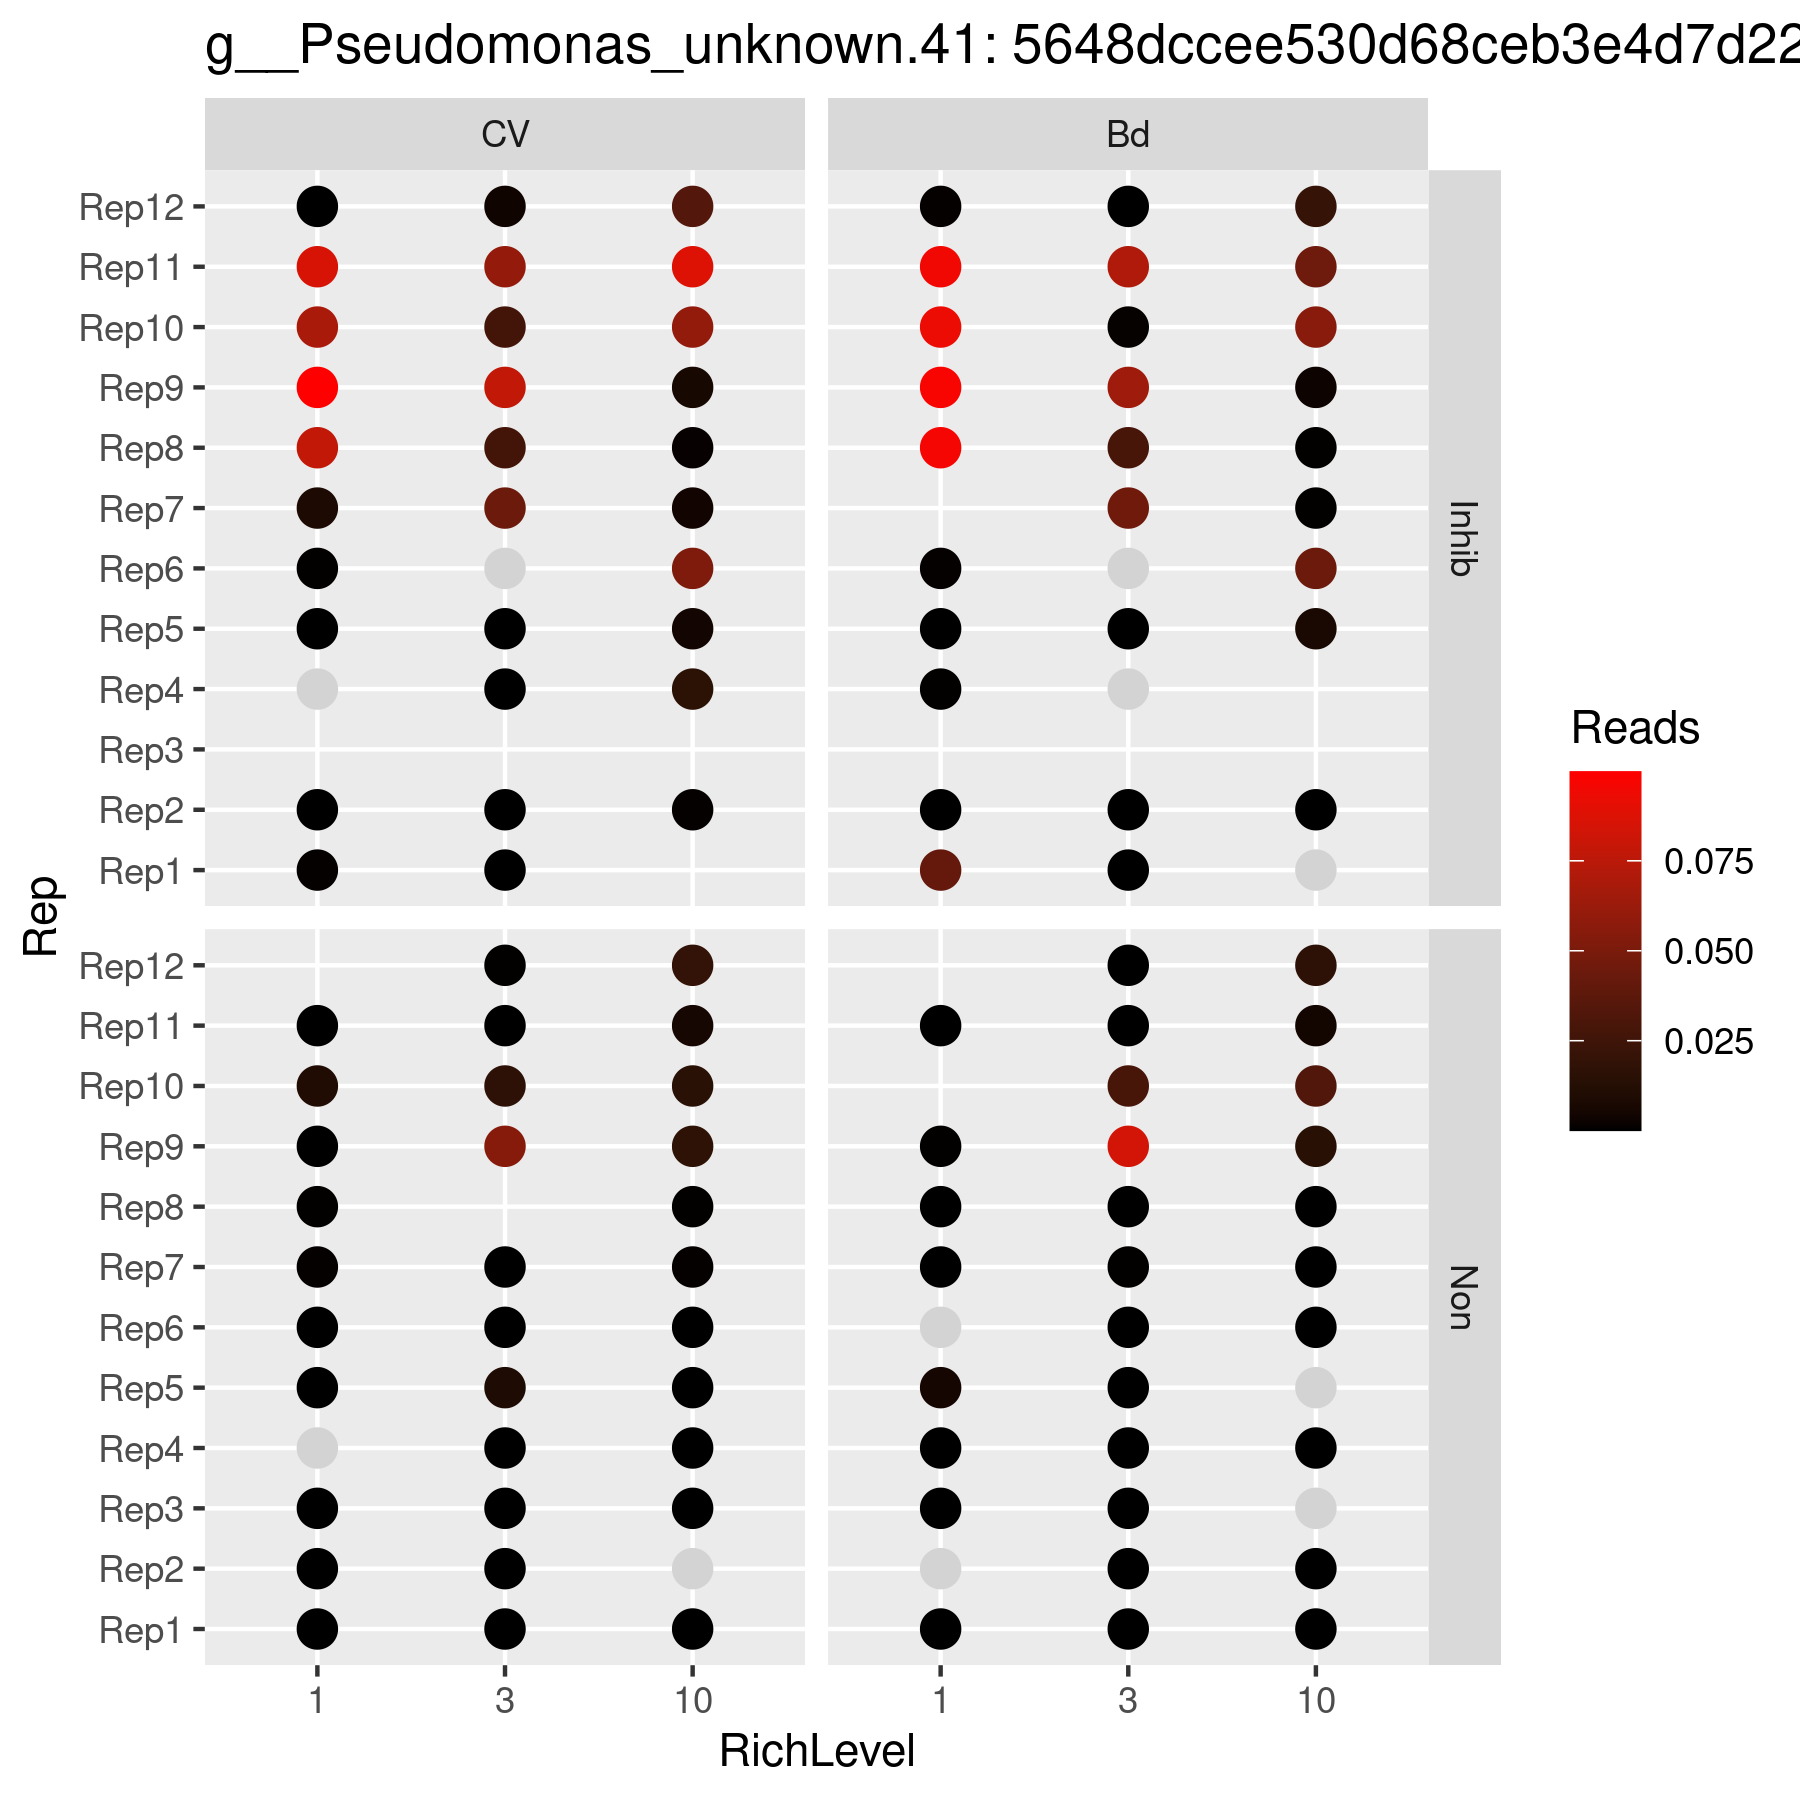 g__Pseudomonas_unknown.41: 5648dccee530d68ceb3e4d7d22
CV
Bd
Rep12
Rep11
Rep10
Rep9
Rep8
Rep7
Rep6
Rep5
Rep4
Rep3
Rep2
Rep1
Inhib
Rep12
Rep11
Rep10
Rep9
Rep8
Rep7
Rep6
Rep5
Rep4
Rep3
Rep2
Rep1
Non
Rep
1 3 10
1 3 10
RichLevel
Reads
0.075
0.050
0.025